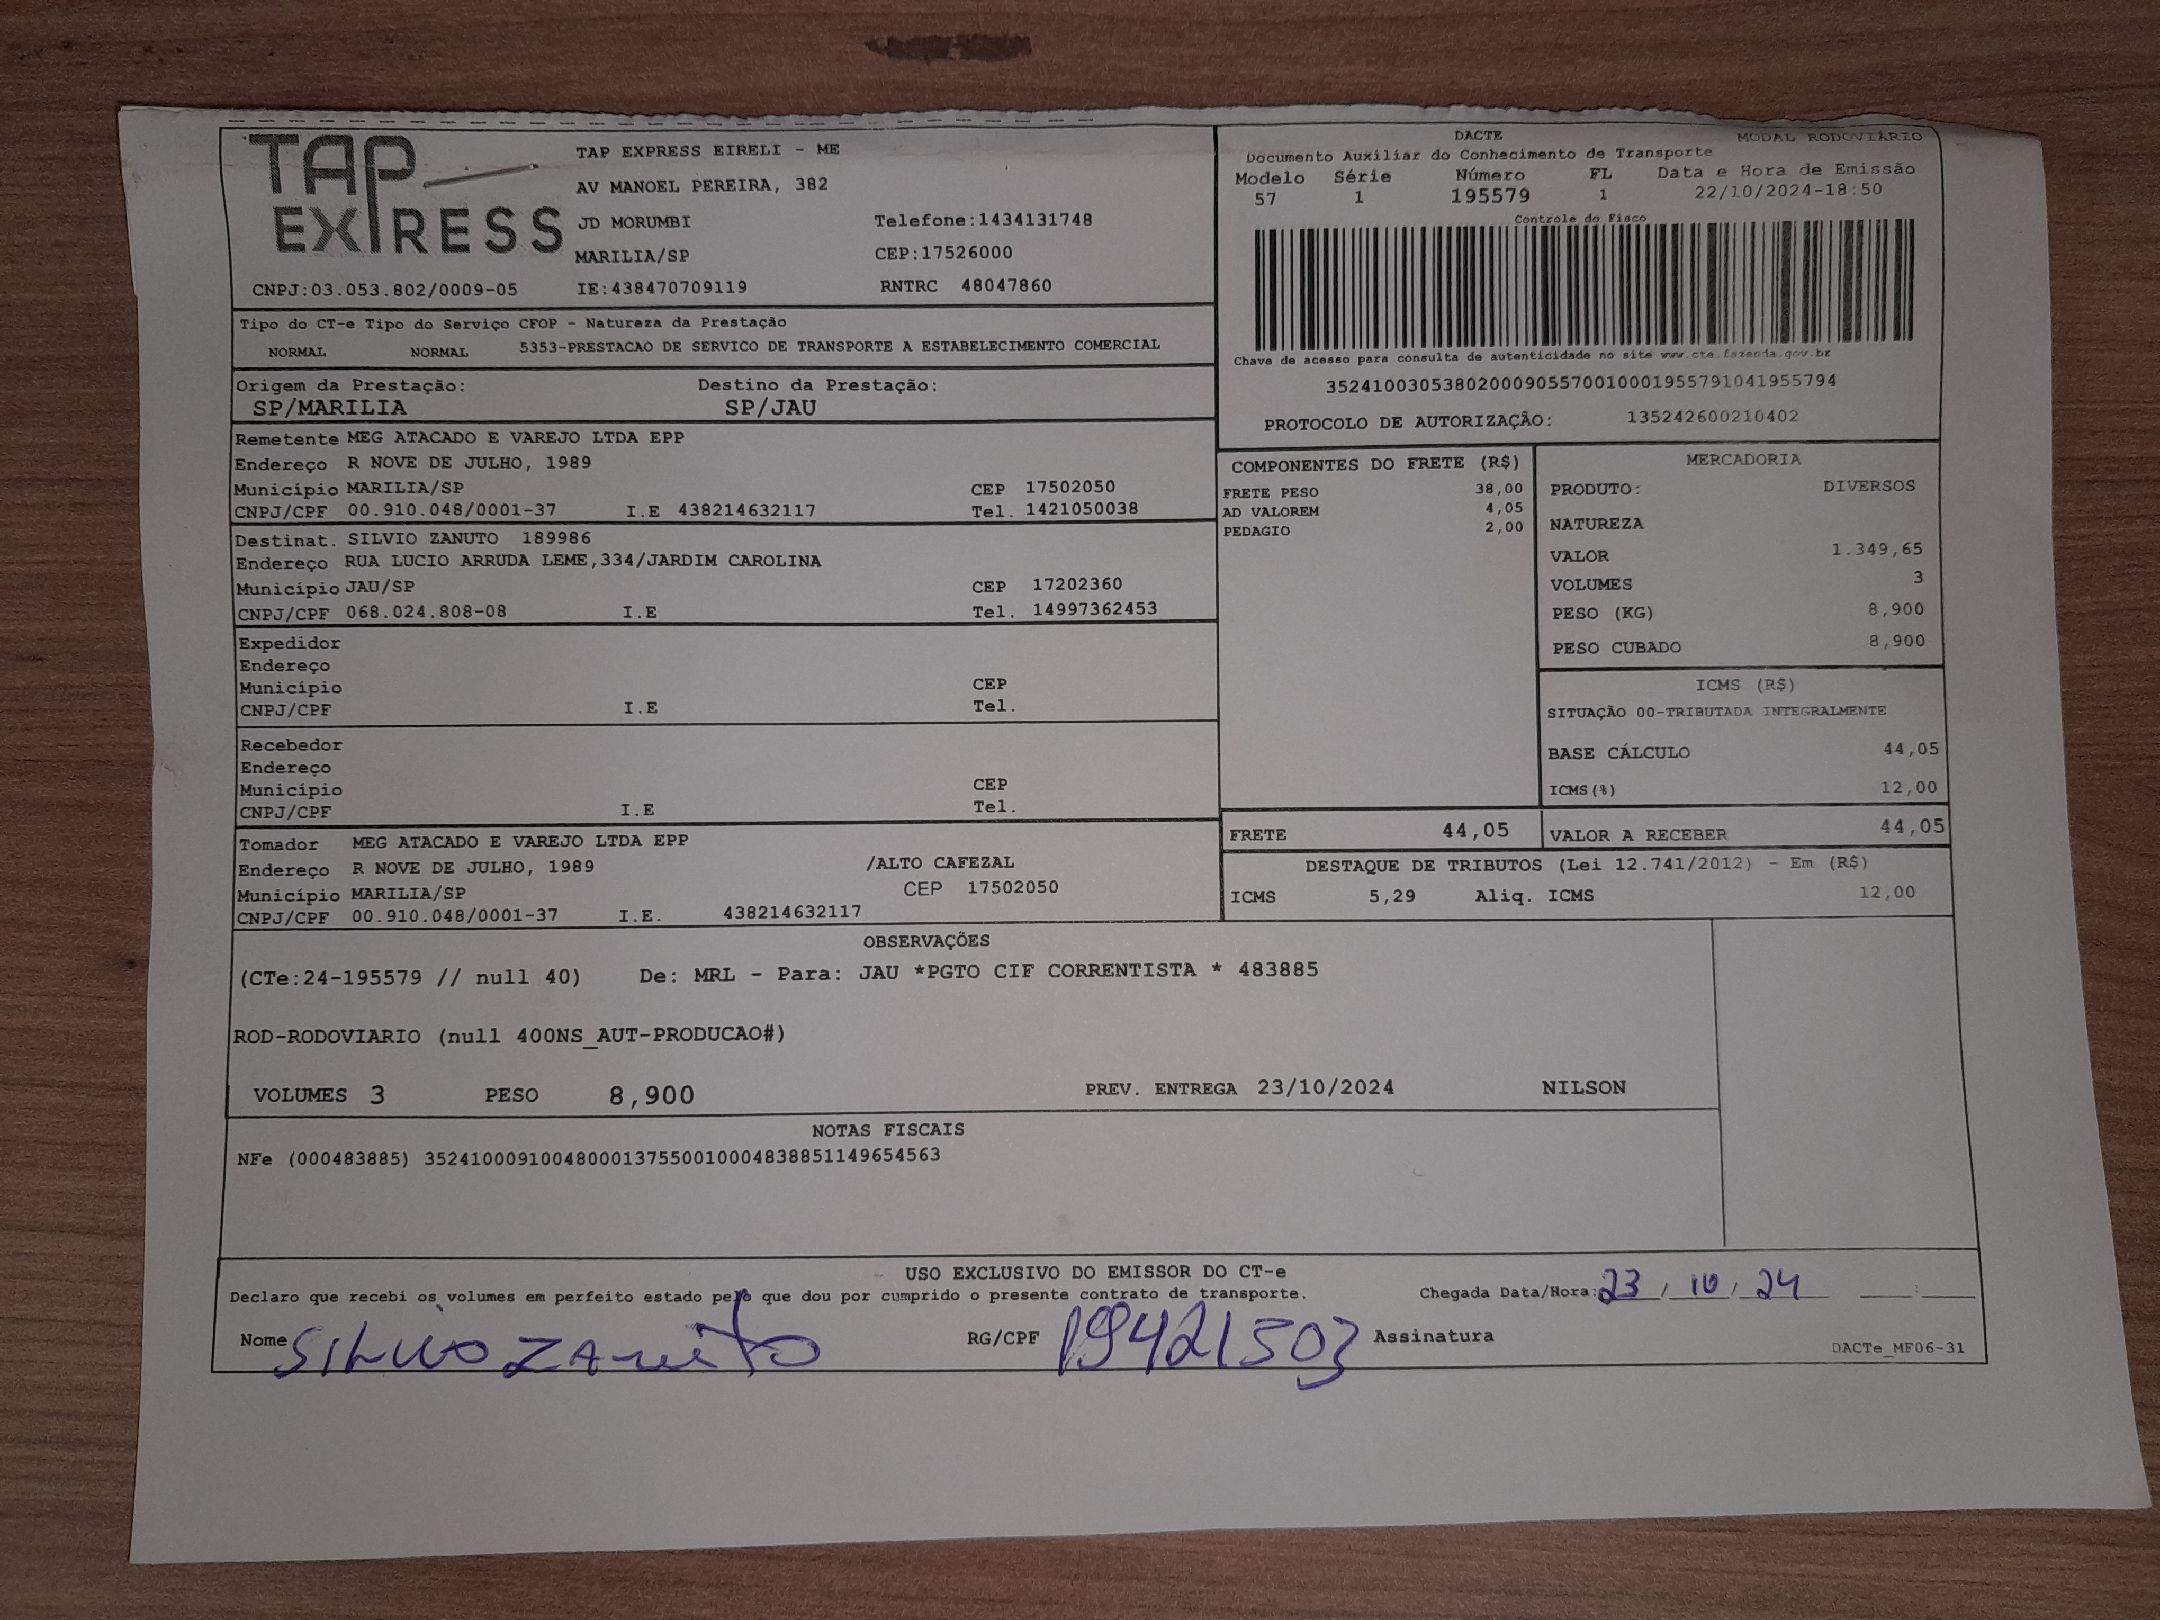 TAP EXPRESS
TAP EXPRESS EIRELI - ME
AV MANOEL PEREIRA, 382
JD MORUMBI Telefone:1434131748
MARILIA/SP CEP:17526000
CNPJ:03.053.802/0009-05 IE:438470709119 RNTRC 48047860
DACTE MODAL RODOVIÁRIO
Documento Auxiliar do Conhecimento de Transporte
Modelo Série Número FL Data e Hora de Emissão
57 1 195579 1 22/10/2024-18:50
Controle do Fisco
Chave de acesso para consulta de autenticidade no site www.cte.fazenda.gov.br
35241003053802000905570010001955791041955794
PROTOCOLO DE AUTORIZAÇÃO: 135242600210402
Tipo do CT-e Tipo do Serviço CFOP - Natureza da Prestação
NORMAL NORMAL 5353-PRESTACAO DE SERVICO DE TRANSPORTE A ESTABELECIMENTO COMERCIAL
Origem da Prestação: Destino da Prestação:
SP/MARILIA SP/JAU
Remetente MEG ATACADO E VAREJO LTDA EPP
Endereço R NOVE DE JULHO, 1989
Município MARILIA/SP CEP 17502050
CNPJ/CPF 00.910.048/0001-37 I.E 438214632117 Tel. 1421050038
Destinat. SILVIO ZANUTO 189986
Endereço RUA LUCIO ARRUDA LEME,334/JARDIM CAROLINA
Município JAU/SP CEP 17202360
CNPJ/CPF 068.024.808-08 I.E Tel. 14997362453
Expedidor
Endereço
Município CEP
CNPJ/CPF I.E Tel.
Recebedor
Endereço
Município CEP
CNPJ/CPF I.E Tel.
Tomador MEG ATACADO E VAREJO LTDA EPP
Endereço R NOVE DE JULHO, 1989 /ALTO CAFEZAL
Município MARILIA/SP CEP 17502050
CNPJ/CPF 00.910.048/0001-37 I.E. 438214632117
COMPONENTES DO FRETE (R$)
FRETE PESO 38,00
AD VALOREM 4,05
PEDAGIO 2,00
MERCADORIA
PRODUTO: DIVERSOS
NATUREZA
VALOR 1.349,65
VOLUMES 3
PESO (KG) 8,900
PESO CUBADO 8,900
ICMS (R$)
SITUAÇÃO 00-TRIBUTADA INTEGRALMENTE
BASE CÁLCULO 44,05
ICMS(%) 12,00
FRETE 44,05 VALOR A RECEBER 44,05
DESTAQUE DE TRIBUTOS (Lei 12.741/2012) - Em (R$)
ICMS 5,29 Aliq. ICMS 12,00
OBSERVAÇÕES
(CTe:24-195579 // null 40) De: MRL - Para: JAU *PGTO CIF CORRENTISTA * 483885
ROD-RODOVIARIO (null 400NS_AUT-PRODUCAO#)
VOLUMES 3 PESO 8,900 PREV. ENTREGA 23/10/2024 NILSON
NOTAS FISCAIS
NFe (000483885) 35241000910048000137550010004838851149654563
USO EXCLUSIVO DO EMISSOR DO CT-e
Declaro que recebi os volumes em perfeito estado pelo que dou por cumprido o presente contrato de transporte. Chegada Data/Hora: 23/10/24 :
Nome SILVIO ZANUTO RG/CPF 19421503 Assinatura DACTe_MF06-31